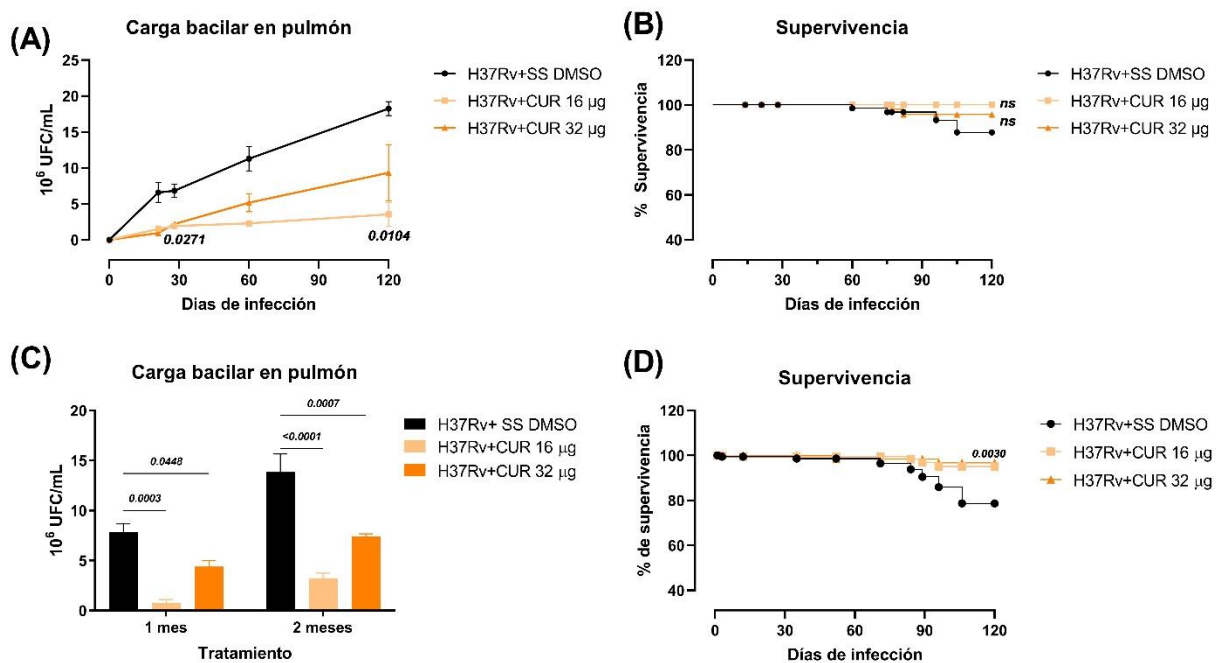 (A)
Carga bacilar en pulmón
25
20
15
10
5
0
10⁶ UFC/mL
0.0271
0.0104
0 30 60 90 120
Dias de infección
H37Rv+SS DMSO
H37Rv+CUR 16 µg
H37Rv+CUR 32 µg
(B)
Supervivencia
120
100
80
60
40
% Supervivencia
ns
ns
0 15 30 45 60 75 90 105 120
Días de infección
H37Rv+SS DMSO
H37Rv+CUR 16 µg
H37Rv+CUR 32 µg
(C)
Carga bacilar en pulmón
20
15
10
5
0
10⁶ UFC/mL
0.0007
<0.0001
0.0448
0.0003
1 mes 2 meses
Tratamiento
H37Rv+ SS DMSO
H37Rv+CUR 16 µg
H37Rv+CUR 32 µg
(D)
Supervivencia
120
100
80
60
40
% de supervivencia
0.0030
0 30 60 90 120
Días de infección
H37Rv+SS DMSO
H37Rv+CUR 16 µg
H37Rv+CUR 32 µg